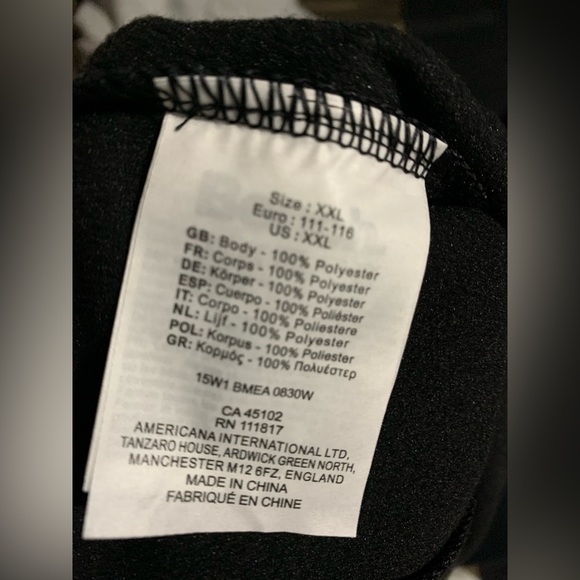 Size : XXL
Euro : 111-116
US : XXL
GB: Body - 100% Polyester
FR: Corps - 100% Polyester
DE: Körper - 100% Polyester
ESP: Cuerpo - 100% Poliéster
IT: Corpo - 100% Poliestere
NL: Lijf - 100% Polyester
POL: Korpus - 100% Poliester
GR: Κορμός - 100% Πολυέστερ
15W1 BMEA 0830W
CA 45102
RN 111817
AMERICANA INTERNATIONAL LTD,
TANZARO HOUSE, ARDWICK GREEN NORTH,
MANCHESTER M12 6FZ, ENGLAND
MADE IN CHINA
FABRIQUÉ EN CHINE